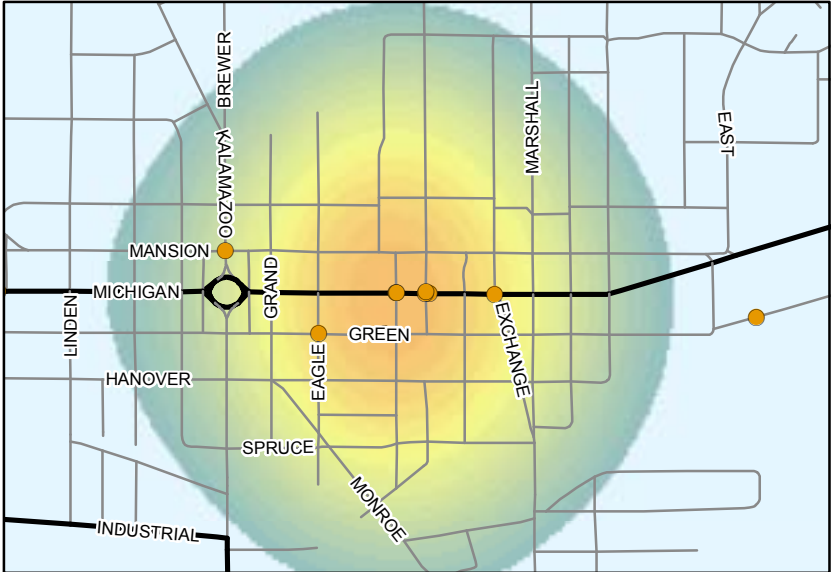 BREWER
KALAMAZOO
MARSHALL
EAST
MANSION
MICHIGAN
GRAND
LINDEN
GREEN
EXCHANGE
EAGLE
HANOVER
SPRUCE
MONROE
INDUSTRIAL